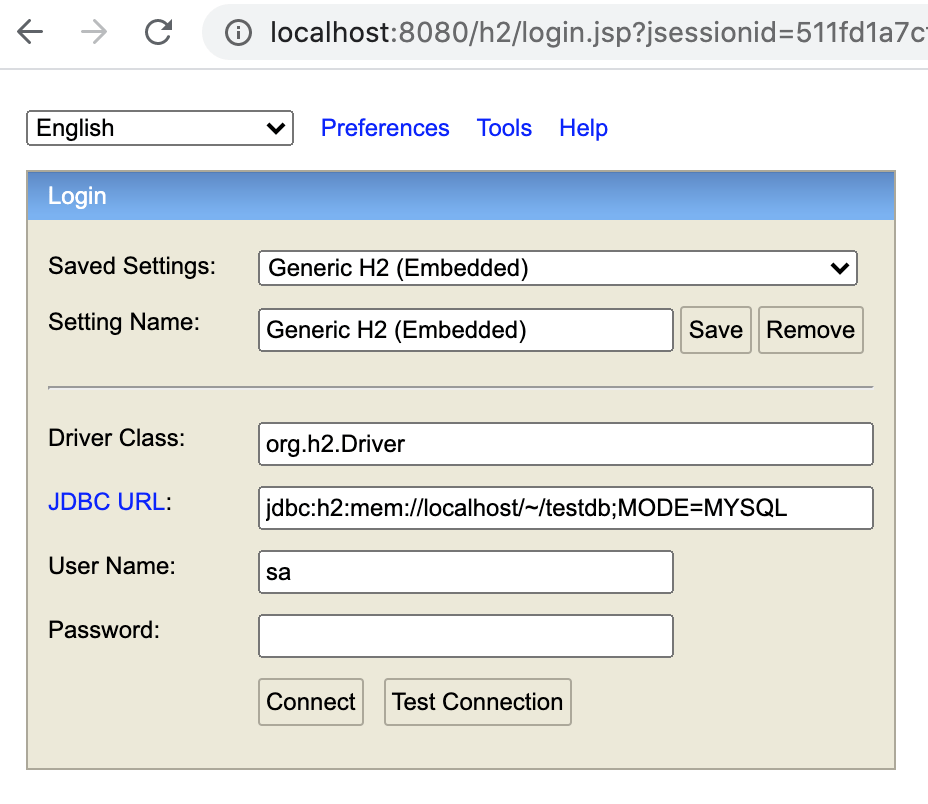 localhost:8080/h2/login.jsp?jsessionid=511fd1a7c
English Preferences Tools Help
Login
Saved Settings: Generic H2 (Embedded)
Setting Name: Generic H2 (Embedded) Save Remove
Driver Class: org.h2.Driver
JDBC URL: jdbc:h2:mem://localhost/~/testdb;MODE=MYSQL
User Name: sa
Password:
Connect Test Connection